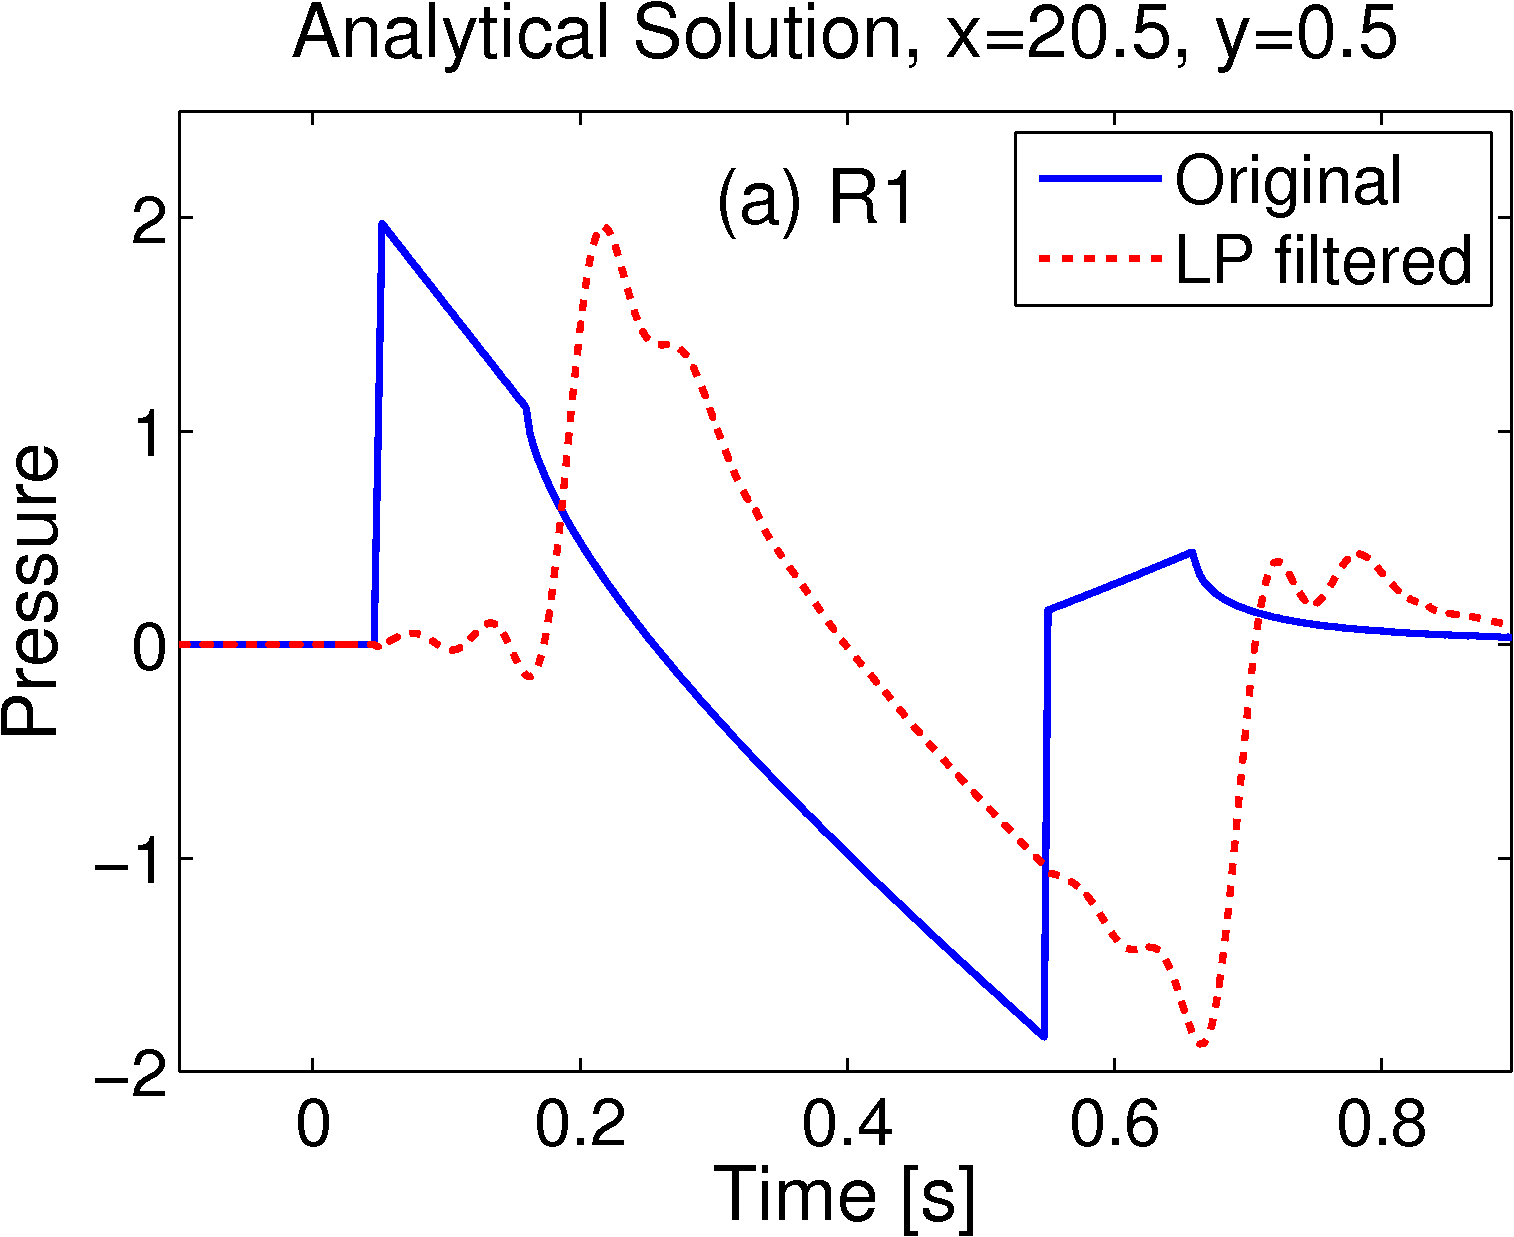 Analytical Solution, x=20.5, y=0.5
(a) R1
Original
LP filtered
Pressure
2
1
0
−1
−2
0 0.2 0.4 0.6 0.8
Time [s]